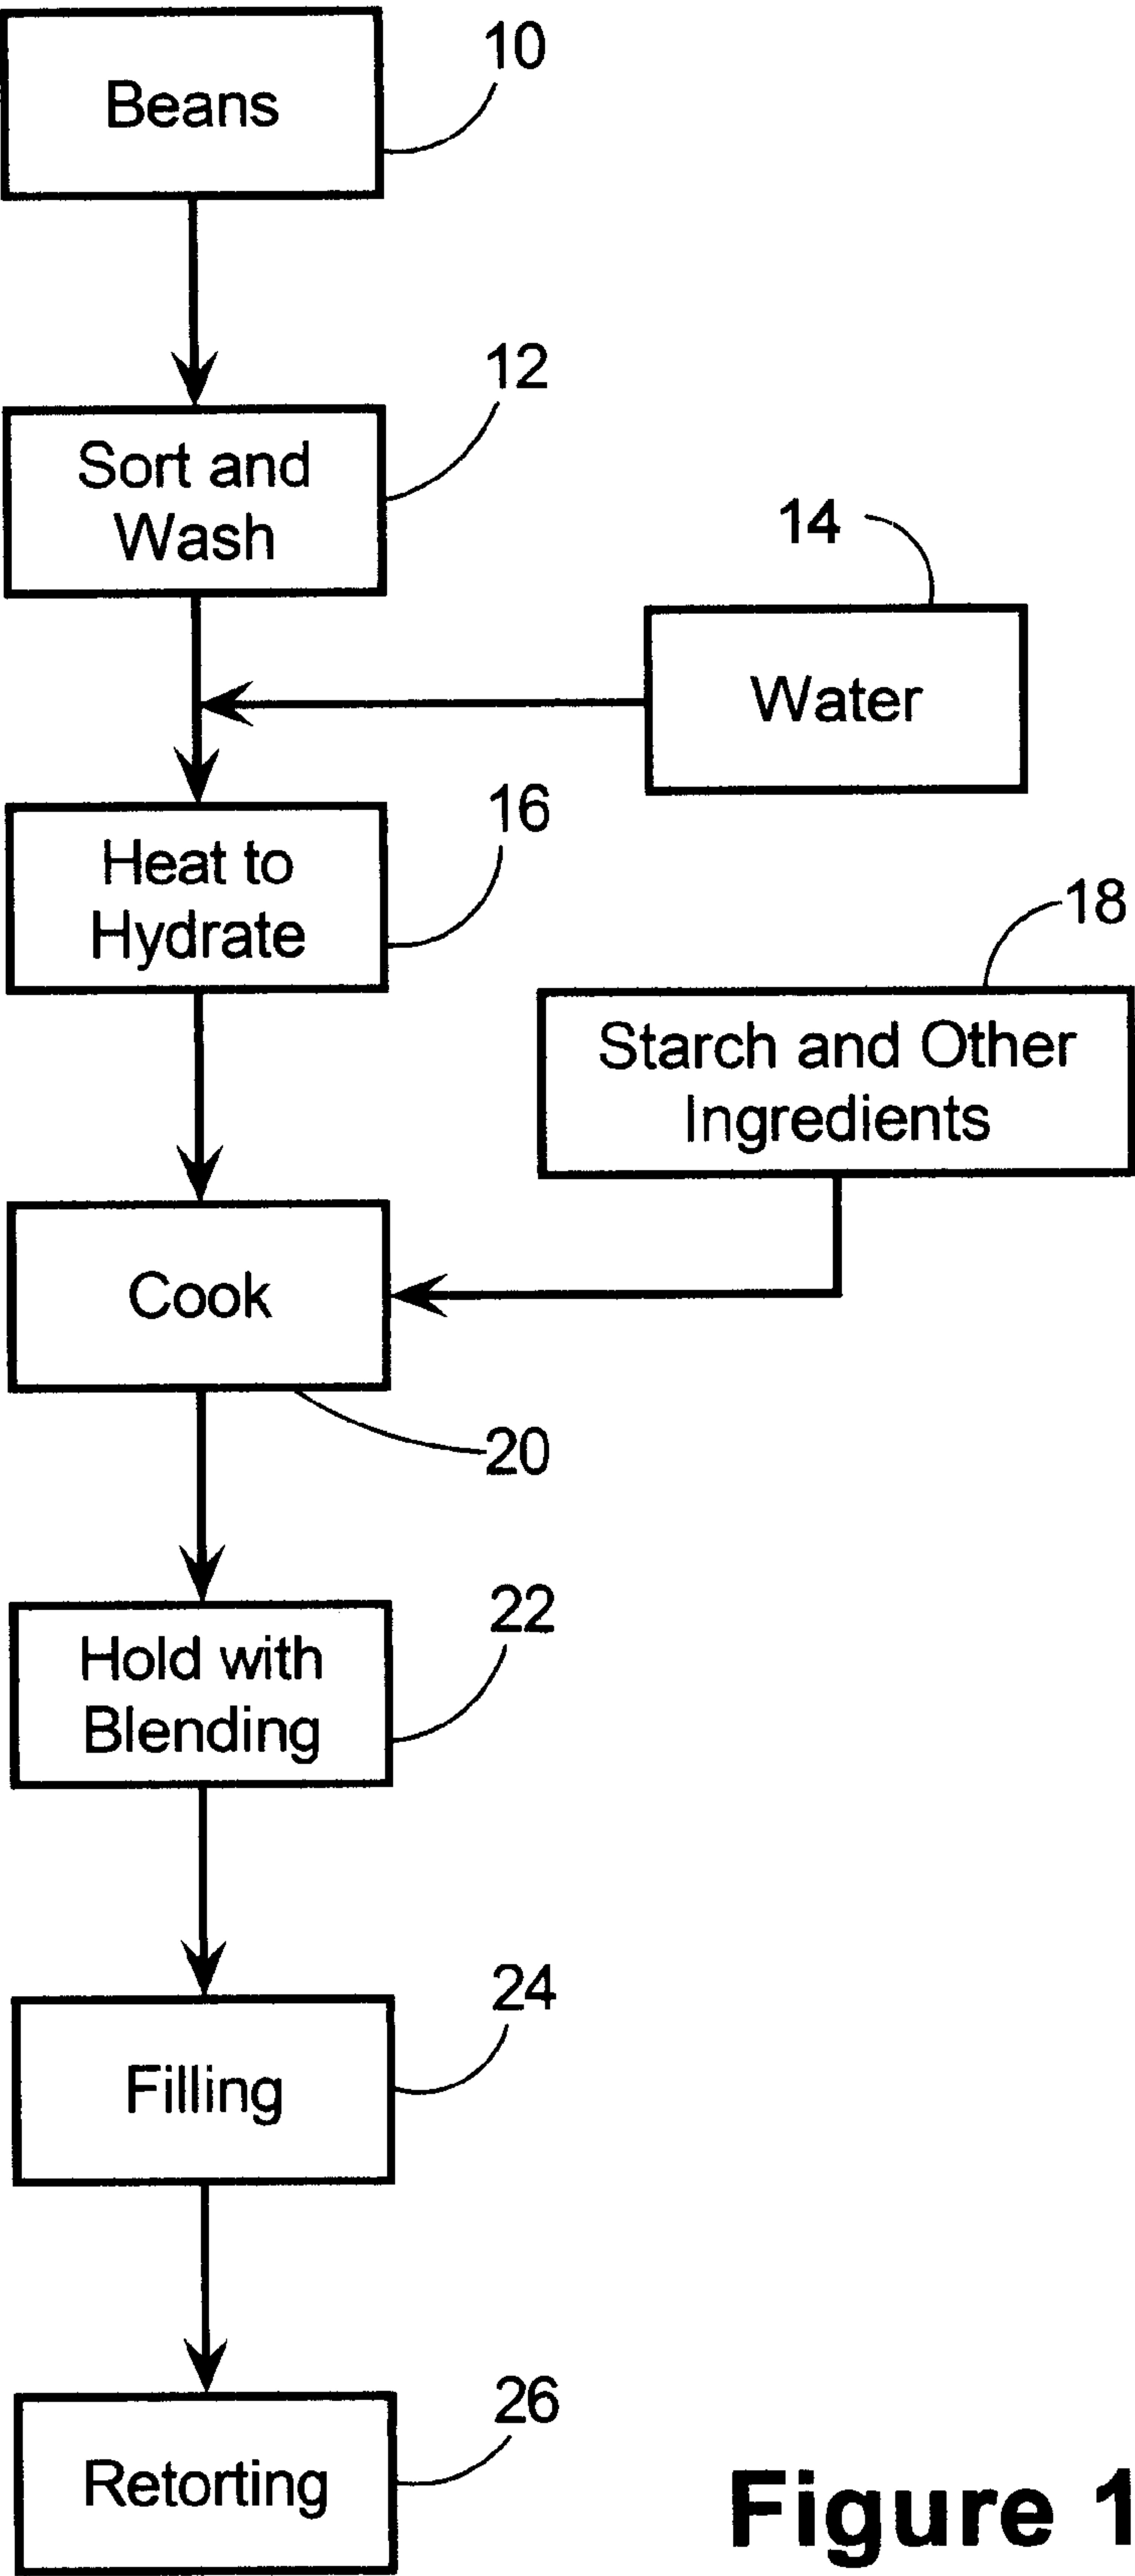 10
Beans
12
Sort and
Wash
14
Water
16
Heat to
Hydrate
18
Starch and Other
Ingredients
Cook
20
22
Hold with
Blending
24
Filling
26
Retorting
Figure 1